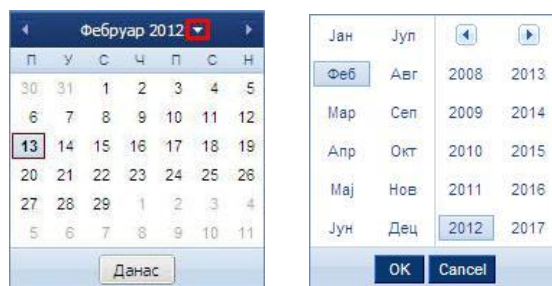 Фебруар 2012
П У С Ч П С Н
30 31 1 2 3 4 5
6 7 8 9 10 11 12
13 14 15 16 17 18 19
20 21 22 23 24 25 26
27 28 29 1 2 3 4
5 6 7 8 9 10 11
Данас
Јан Јул
Феб Авг 2008 2013
Мар Сеп 2009 2014
Апр Окт 2010 2015
Мај Нов 2011 2016
Јун Дец 2012 2017
OK Cancel